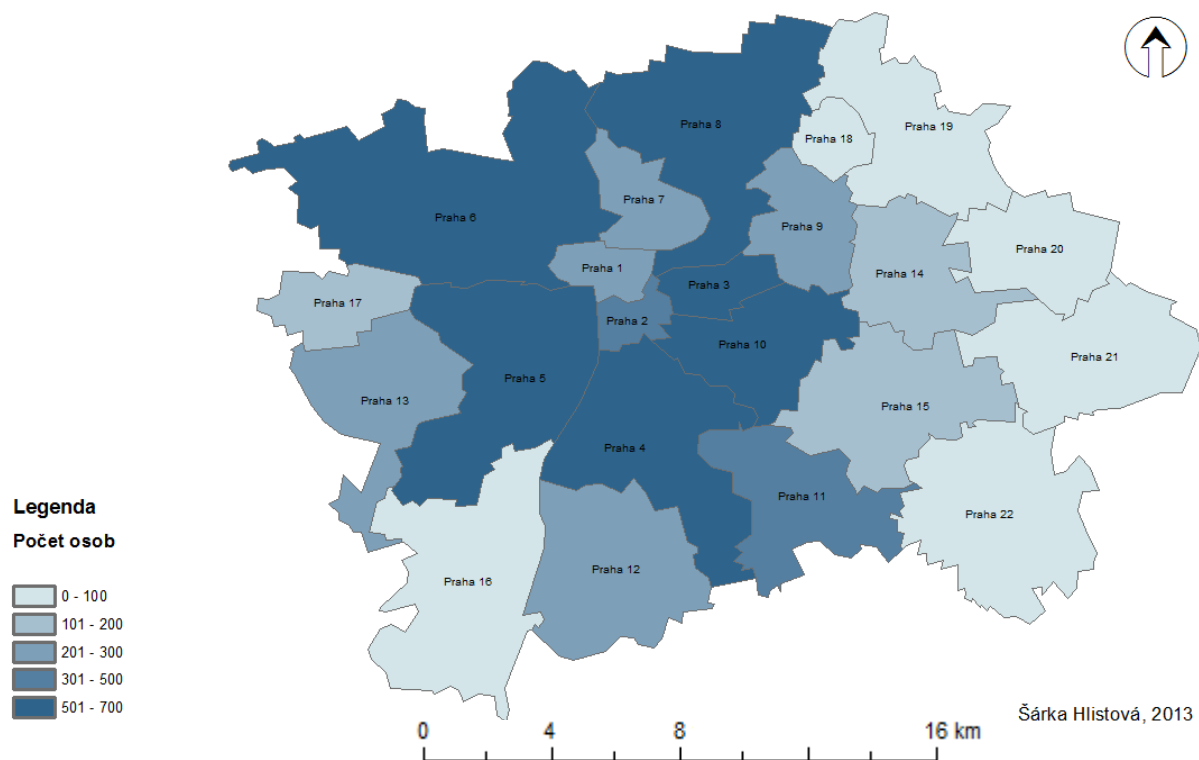 Praha 8
Praha 19
Praha 18
Praha 7
Praha 6
Praha 9
Praha 20
Praha 1
Praha 14
Praha 3
Praha 17
Praha 2
Praha 10
Praha 21
Praha 5
Praha 13
Praha 15
Praha 4
Praha 11
Praha 22
Praha 12
Praha 16
Legenda
Počet osob
0 - 100
101 - 200
201 - 300
301 - 500
501 - 700
Šárka Hlistová, 2013
0 4 8 16 km